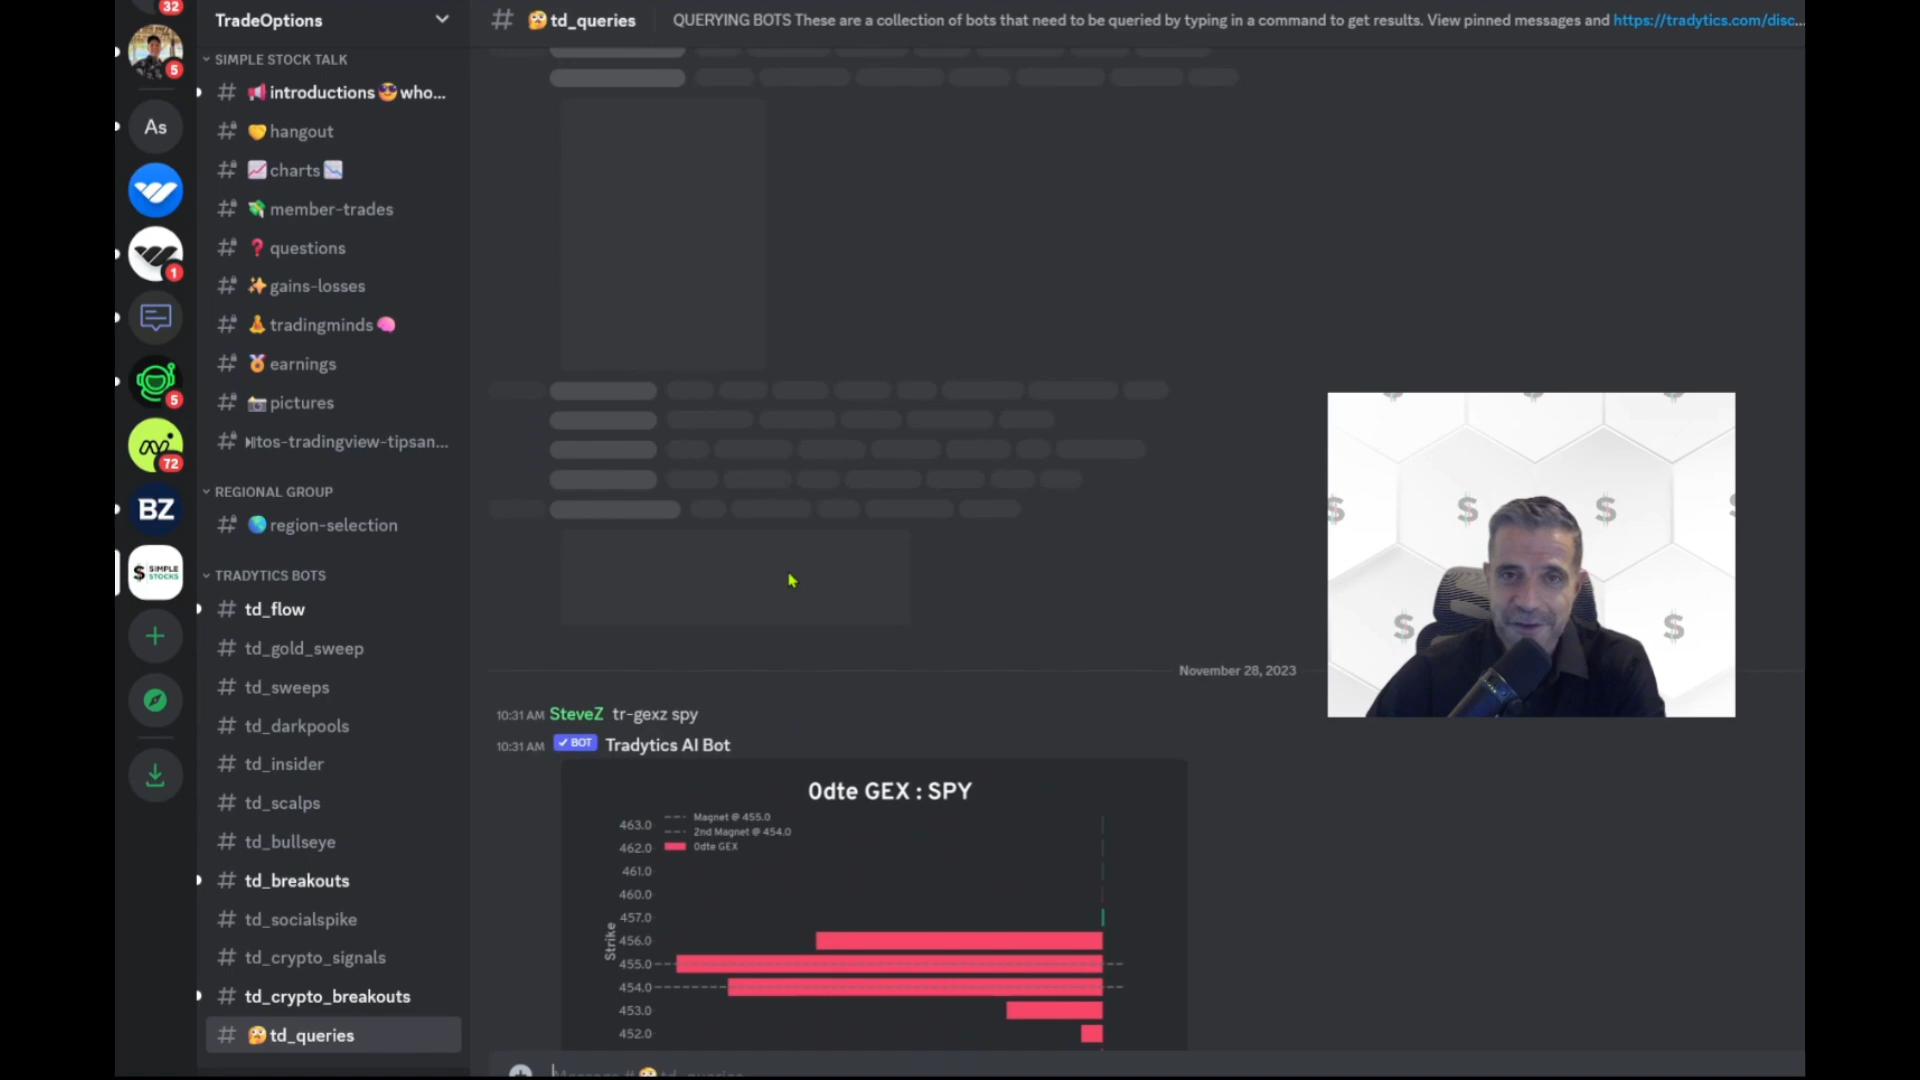 32
TradeOptions
# 🤔 td_queries
QUERYING BOTS These are a collection of bots that need to be queried by typing in a command to get results. View pinned messages and https://tradytics.com/disc...
5
SIMPLE STOCK TALK
# 📢 introductions 😎 who...
As
# 🤝 hangout
# 📈 charts 📉
# 💸 member-trades
1
# ❓ questions
# ✨ gains-losses
# 🧘 tradingminds 🧠
5
# 🏅 earnings
# 📷 pictures
72
# ⏯ tos-tradingview-tipsan...
REGIONAL GROUP
BZ
# 🌎 region-selection
$ SIMPLE STOCKS
TRADYTICS BOTS
# td_flow
# td_gold_sweep
# td_sweeps
# td_darkpools
# td_insider
# td_scalps
# td_bullseye
# td_breakouts
# td_socialspike
# td_crypto_signals
# td_crypto_breakouts
# 🤔 td_queries
November 28, 2023
10:31 AM SteveZ tr-gexz spy
10:31 AM ✓ BOT Tradytics AI Bot
0dte GEX : SPY
Magnet @ 455.0
2nd Magnet @ 454.0
0dte GEX
Strike
463.0
462.0
461.0
460.0
457.0
456.0
455.0
454.0
453.0
452.0
$ $ $ $ $